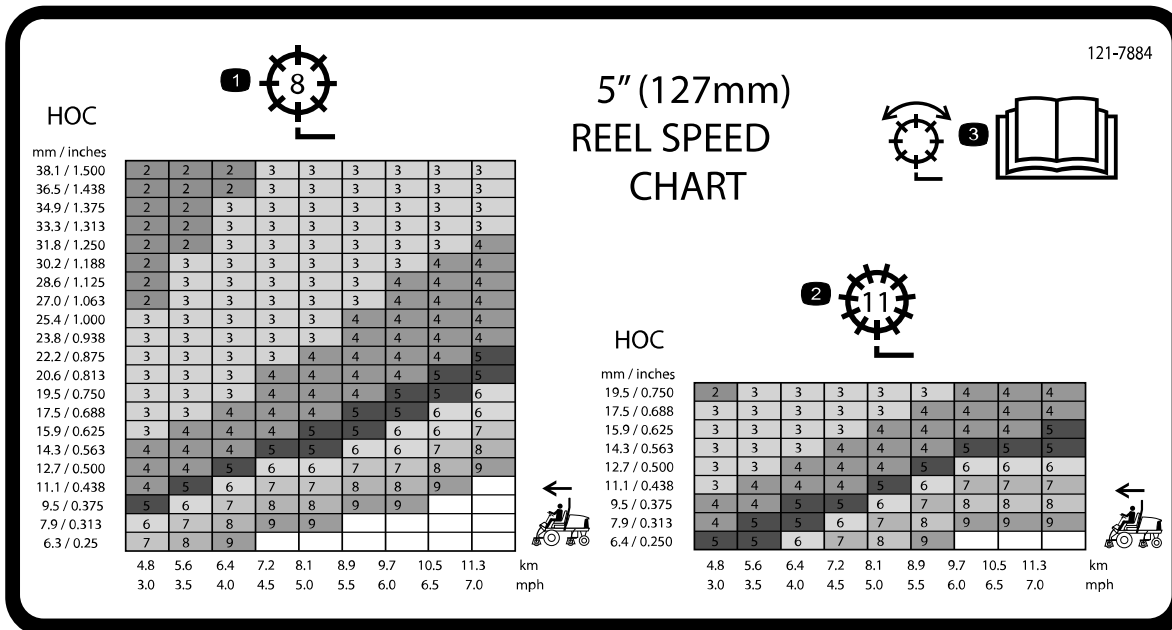 121-7884
5” (127mm)
REEL SPEED
CHART
1
8
3
HOC
mm / inches
38.1 / 1.500 2 2 2 3 3 3 3 3 3
36.5 / 1.438 2 2 2 3 3 3 3 3 3
34.9 / 1.375 2 2 3 3 3 3 3 3 3
33.3 / 1.313 2 2 3 3 3 3 3 3 3
31.8 / 1.250 2 2 3 3 3 3 3 3 4
30.2 / 1.188 2 3 3 3 3 3 3 4 4
28.6 / 1.125 2 3 3 3 3 3 4 4 4
27.0 / 1.063 2 3 3 3 3 3 4 4 4
25.4 / 1.000 3 3 3 3 3 4 4 4 4
23.8 / 0.938 3 3 3 3 3 4 4 4 4
22.2 / 0.875 3 3 3 3 4 4 4 4 5
20.6 / 0.813 3 3 3 4 4 4 4 5 5
19.5 / 0.750 3 3 3 4 4 4 5 5 6
17.5 / 0.688 3 3 4 4 4 5 5 6 6
15.9 / 0.625 3 4 4 4 5 5 6 6 7
14.3 / 0.563 4 4 4 5 5 6 6 7 8
12.7 / 0.500 4 4 5 6 6 7 7 8 9
11.1 / 0.438 4 5 6 7 7 8 8 9
9.5 / 0.375 5 6 7 8 8 9 9
7.9 / 0.313 6 7 8 9 9
6.3 / 0.25 7 8 9
4.8 5.6 6.4 7.2 8.1 8.9 9.7 10.5 11.3 km
3.0 3.5 4.0 4.5 5.0 5.5 6.0 6.5 7.0 mph
2
11
HOC
mm / inches
19.5 / 0.750 2 3 3 3 3 3 4 4 4
17.5 / 0.688 3 3 3 3 3 4 4 4 4
15.9 / 0.625 3 3 3 3 4 4 4 4 5
14.3 / 0.563 3 3 3 4 4 4 5 5 5
12.7 / 0.500 3 3 4 4 4 5 6 6 6
11.1 / 0.438 3 4 4 4 5 6 7 7 7
9.5 / 0.375 4 4 5 5 6 7 8 8 8
7.9 / 0.313 4 5 5 6 7 8 9 9 9
6.4 / 0.250 5 5 6 7 8 9
4.8 5.6 6.4 7.2 8.1 8.9 9.7 10.5 11.3 km
3.0 3.5 4.0 4.5 5.0 5.5 6.0 6.5 7.0 mph